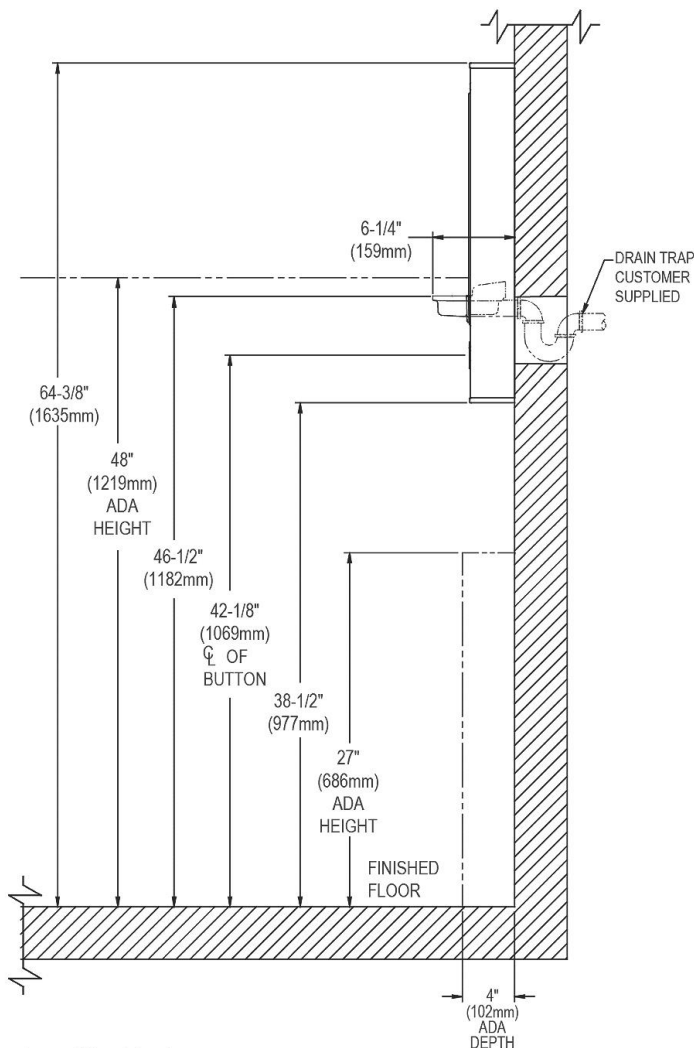 6-1/4"
(159mm)
DRAIN TRAP
CUSTOMER
SUPPLIED
64-3/8"
(1635mm)
48"
(1219mm)
ADA
HEIGHT
46-1/2"
(1182mm)
42-1/8"
(1069mm)
℄ OF
BUTTON
38-1/2"
(977mm)
27"
(686mm)
ADA
HEIGHT
FINISHED
FLOOR
4"
(102mm)
ADA
DEPTH